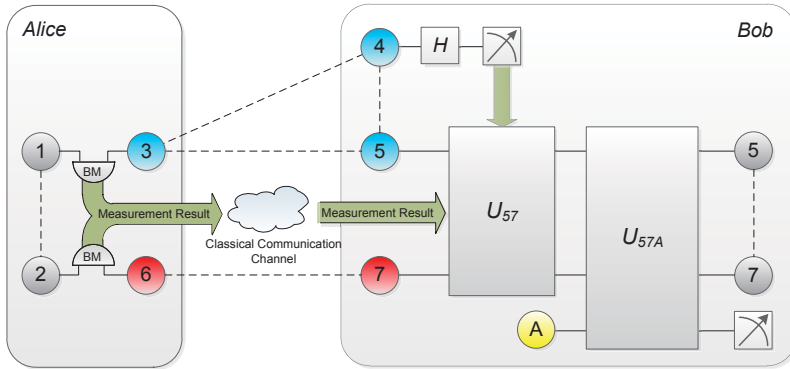 Alice
Bob
4
H
1
3
5
5
BM
Measurement Result
Measurement Result
Classical Communication
Channel
U57
U57A
BM
2
6
7
7
A